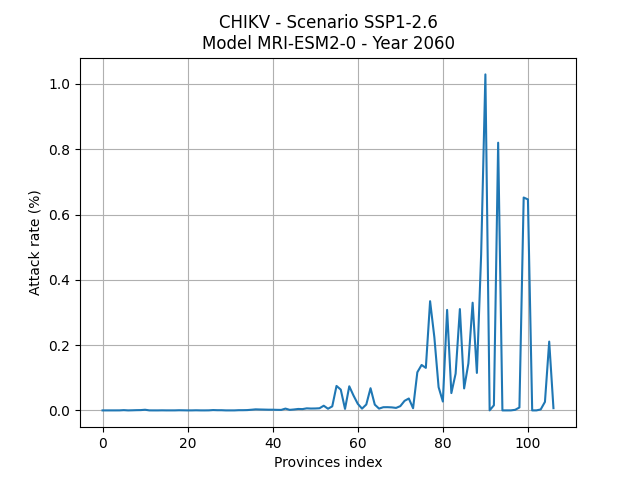 CHIKV - Scenario SSP1-2.6
Model MRI-ESM2-0 - Year 2060
Attack rate (%)
1.0
0.8
0.6
0.4
0.2
0.0
0 20 40 60 80 100
Provinces index